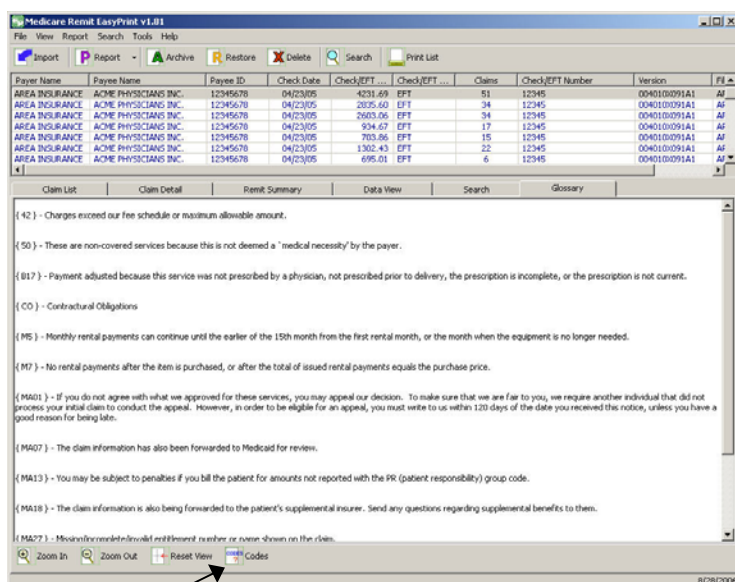 Medicare Remit EasyPrint v1.01
File View Report Search Tools Help
Import Report Archive Restore Delete Search Print List
Payer Name Payee Name Payee ID Check Date Check/EFT ... Check/EFT ... Claims Check/EFT Number Version
AREA INSURANCE ACME PHYSICIANS INC. 12345678 04/23/05 4231.69 EFT 51 12345 004010X091A1
AREA INSURANCE ACME PHYSICIANS INC. 12345678 04/23/05 2835.60 EFT 34 12345 004010X091A1
AREA INSURANCE ACME PHYSICIANS INC. 12345678 04/23/05 2603.06 EFT 34 12345 004010X091A1
AREA INSURANCE ACME PHYSICIANS INC. 12345678 04/23/05 934.67 EFT 17 12345 004010X091A1
AREA INSURANCE ACME PHYSICIANS INC. 12345678 04/23/05 703.86 EFT 15 12345 004010X091A1
AREA INSURANCE ACME PHYSICIANS INC. 12345678 04/23/05 1302.43 EFT 22 12345 004010X091A1
AREA INSURANCE ACME PHYSICIANS INC. 12345678 04/23/05 695.01 EFT 6 12345 004010X091A1
Claim List Claim Detail Remit Summary Data View Search Glossary
{ 42 } - Charges exceed our fee schedule or maximum allowable amount.
{ 50 } - These are non-covered services because this is not deemed a `medical necessity' by the payer.
{ B17 } - Payment adjusted because this service was not prescribed by a physician, not prescribed prior to delivery, the prescription is incomplete, or the prescription is not current.
{ CO } - Contractural Obligations
{ M5 } - Monthly rental payments can continue until the earlier of the 15th month from the first rental month, or the month when the equipment is no longer needed.
{ M7 } - No rental payments after the item is purchased, or after the total of issued rental payments equals the purchase price.
{ MA01 } - If you do not agree with what we approved for these services, you may appeal our decision. To make sure that we are fair to you, we require another individual that did not
process your initial claim to conduct the appeal. However, in order to be eligible for an appeal, you must write to us within 120 days of the date you received this notice, unless you have a
good reason for being late.
{ MA07 } - The claim information has also been forwarded to Medicaid for review.
{ MA13 } - You may be subject to penalties if you bill the patient for amounts not reported with the PR (patient responsibility) group code.
{ MA18 } - The claim information is also being forwarded to the patient's supplemental insurer. Send any questions regarding supplemental benefits to them.
{ MA27 } - Missing/incomplete/invalid entitlement number or name shown on the claim.
Zoom In Zoom Out Reset View Codes